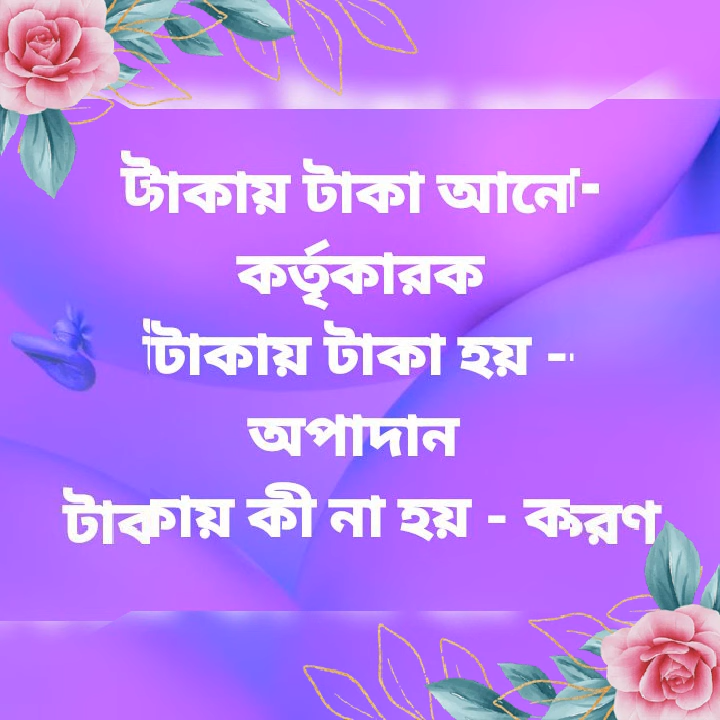 টাকায় টাকা আনে-
কর্তৃকারক
টাকায় টাকা হয় -
অপাদান
টাকায় কী না হয় - করণ